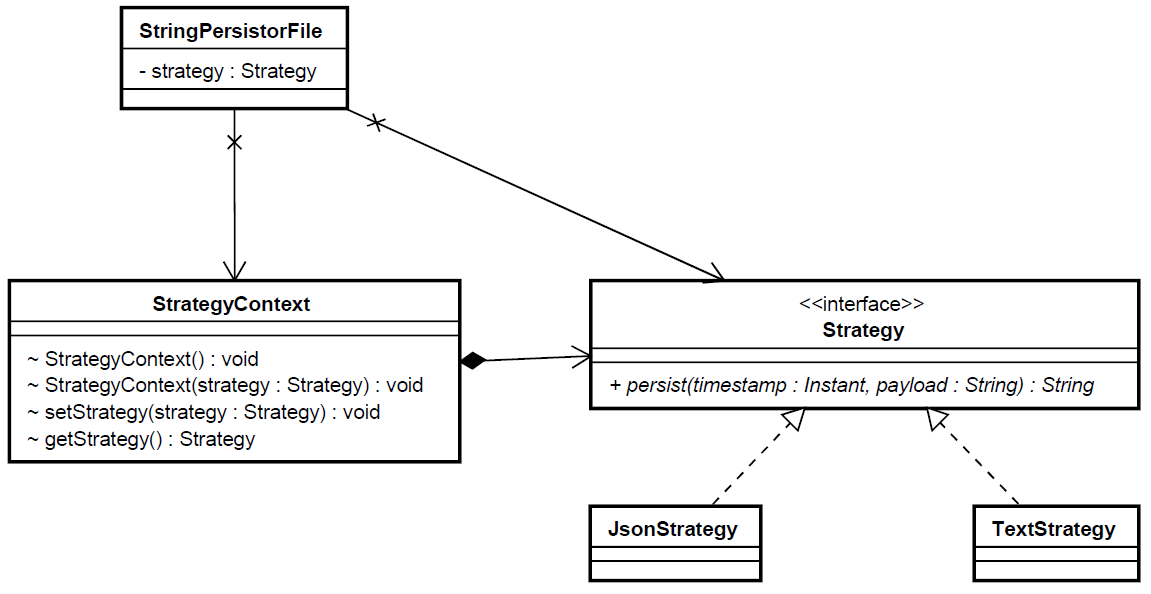 StringPersistorFile
- strategy : Strategy
StrategyContext
~ StrategyContext() : void
~ StrategyContext(strategy : Strategy) : void
~ setStrategy(strategy : Strategy) : void
~ getStrategy() : Strategy
<<interface>>
Strategy
+ persist(timestamp : Instant, payload : String) : String
JsonStrategy
TextStrategy